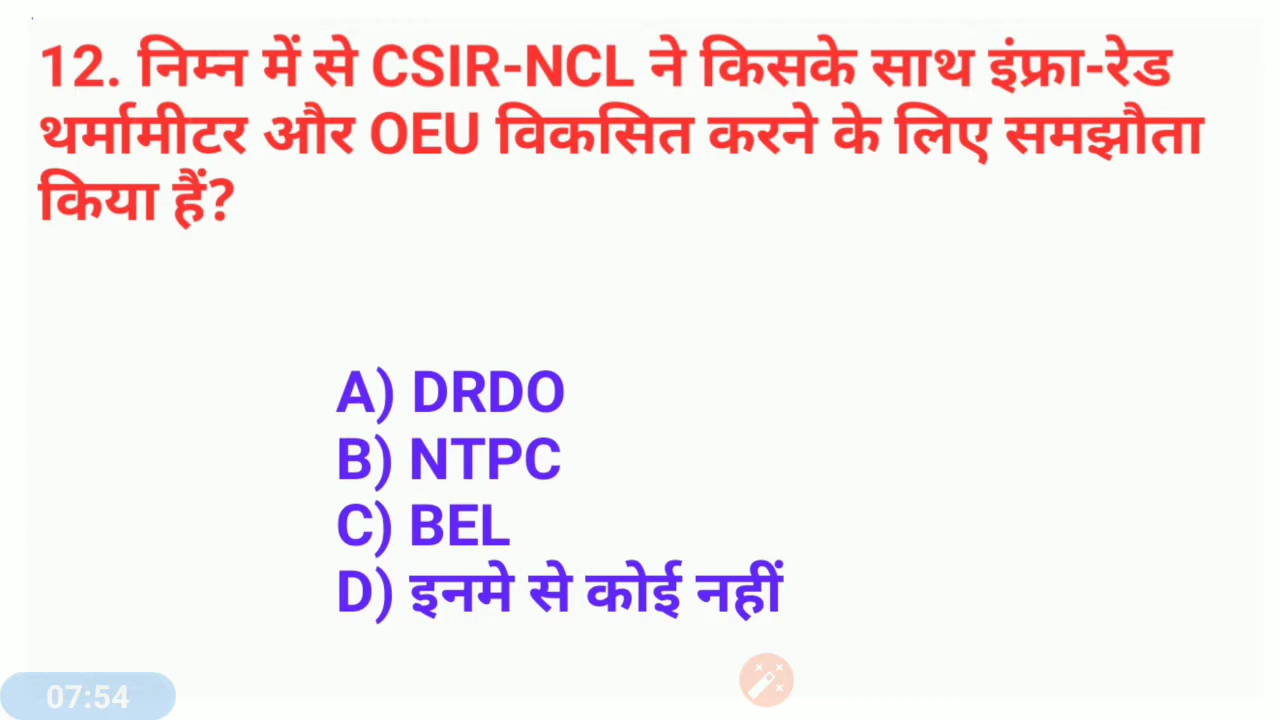 12. निम्न में से CSIR-NCL ने किसके साथ इंफ्रा-रेड
थर्मामीटर और OEU विकसित करने के लिए समझौता
किया हैं?
A) DRDO
B) NTPC
C) BEL
D) इनमे से कोई नहीं
07:54